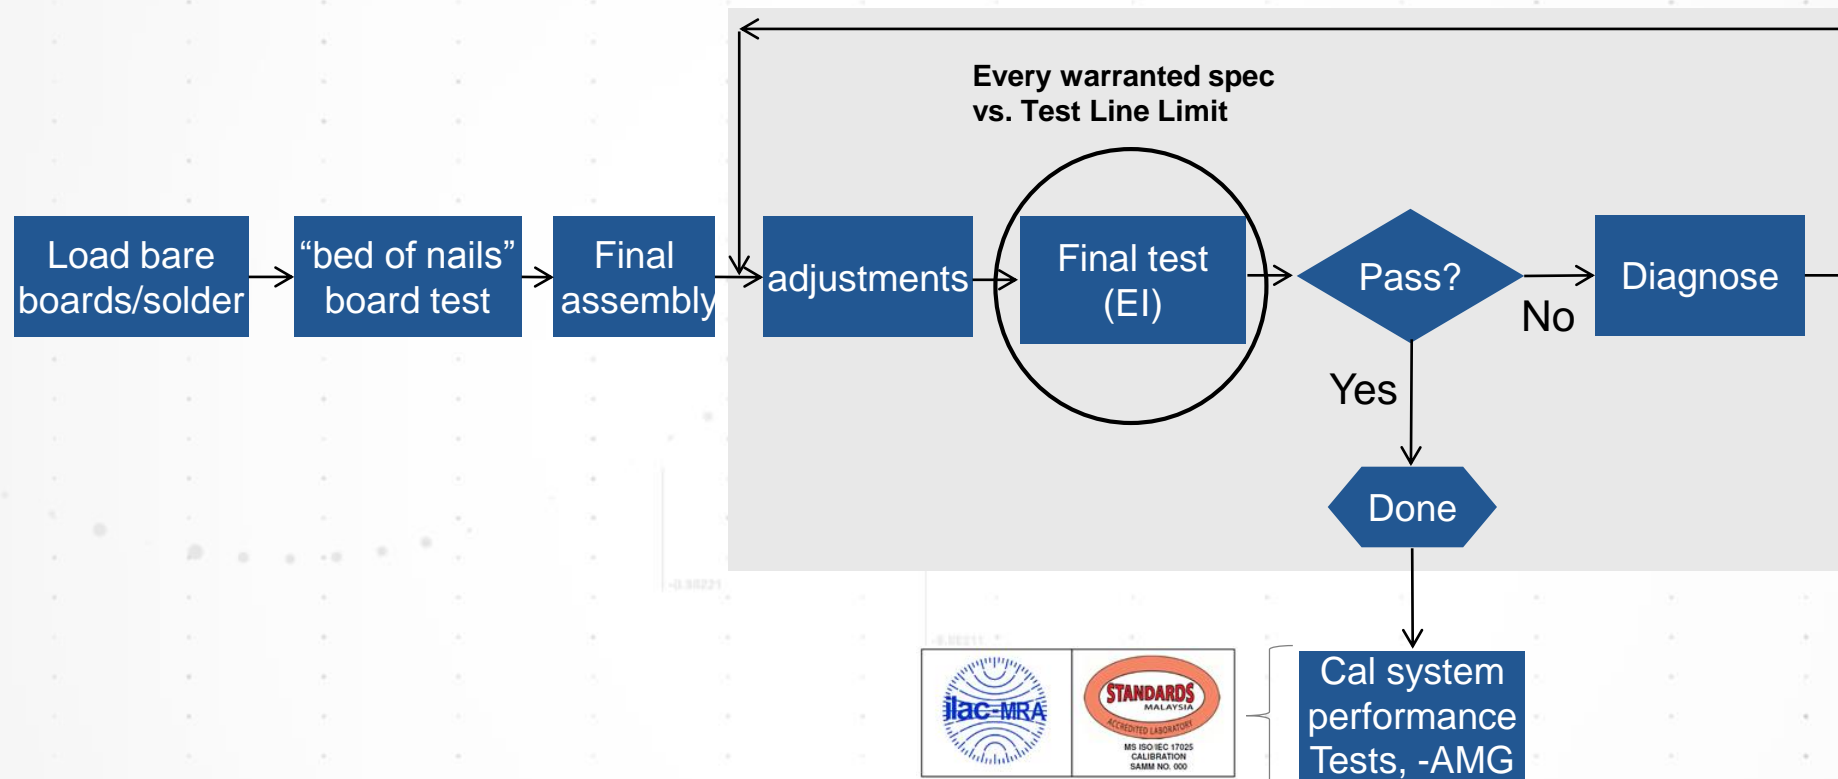 Every warranted spec
vs. Test Line Limit
Load bare
boards/solder
“bed of nails”
board test
Final
assembly
adjustments
Final test
(EI)
Pass?
No
Diagnose
Yes
Done
-0.38221
ilac-MRA
STANDARDS
MALAYSIA
ACCREDITED LABORATORY
MS ISO/IEC 17025
CALIBRATION
SAMM NO. 000
Cal system
performance
Tests, -AMG